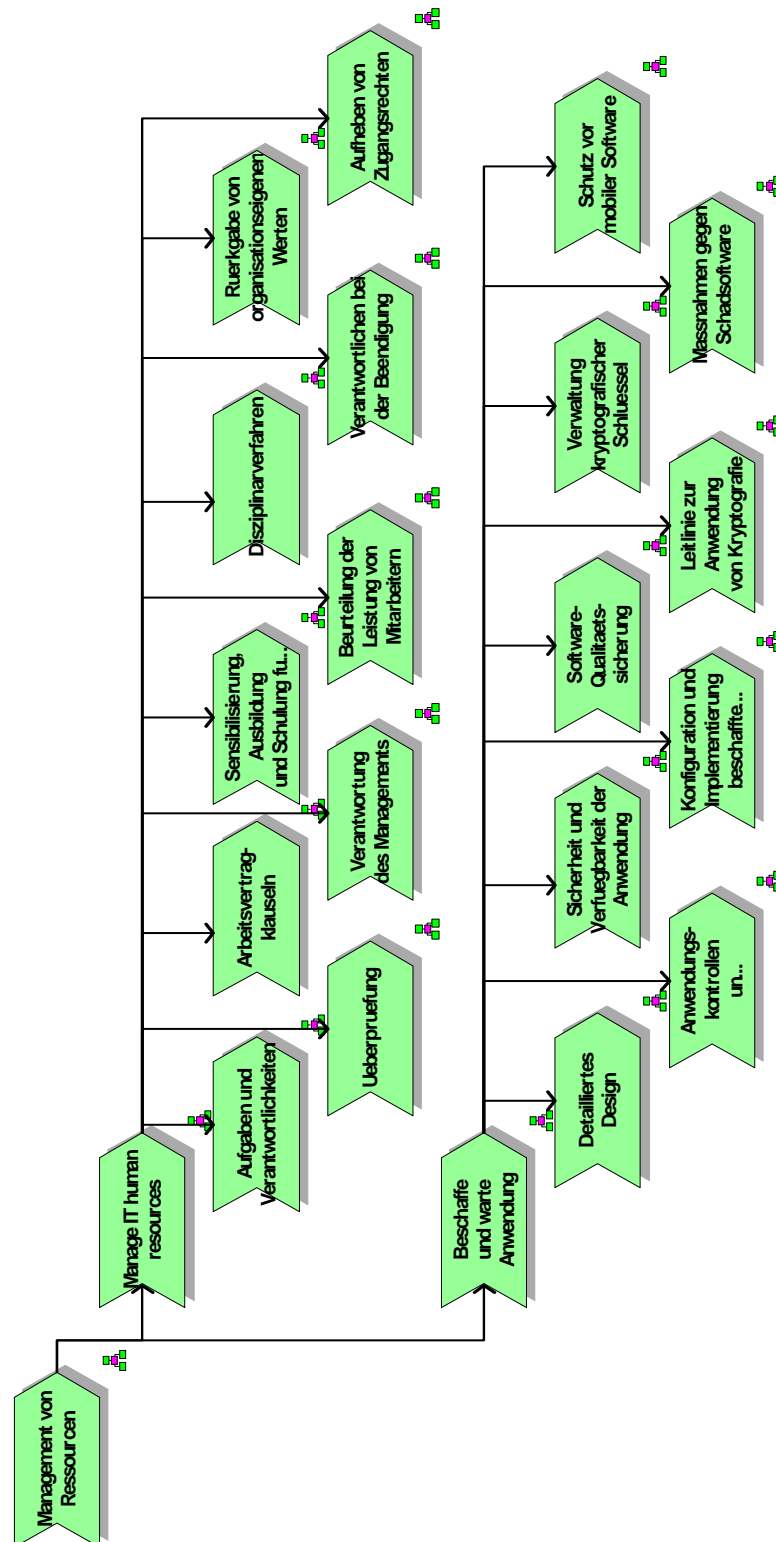 Management von
Ressourcen
Manage IT human
resources
Aufgaben und
Verantwortlichkeiten
Ueberpruefung
Arbeitsvertrag-
klauseln
Verantwortung
des Managements
Sensibilisierung,
Ausbildung
und Schulung fu...
Beurteilung der
Leistung von
Mitarbeitern
Disziplinarverfahren
Verantwortlichen bei
der Beendigung
Ruerkgabe von
organisationseigenen
Werten
Aufheben von
Zugangsrechten
Beschaffe
und warte
Anwendung
Detailliertes
Design
Anwendungs-
kontrollen
un...
Sicherheit und
Verfuegbarkeit der
Anwendung
Konfiguration und
Implementierung
beschaffte...
Software-
Qualitaets-
sicherung
Leitlinie zur
Anwendung
von Kryptografie
Verwaltung
kryptografischer
Schluessel
Massnahmen gegen
Schadsoftware
Schutz vor
mobiler Software